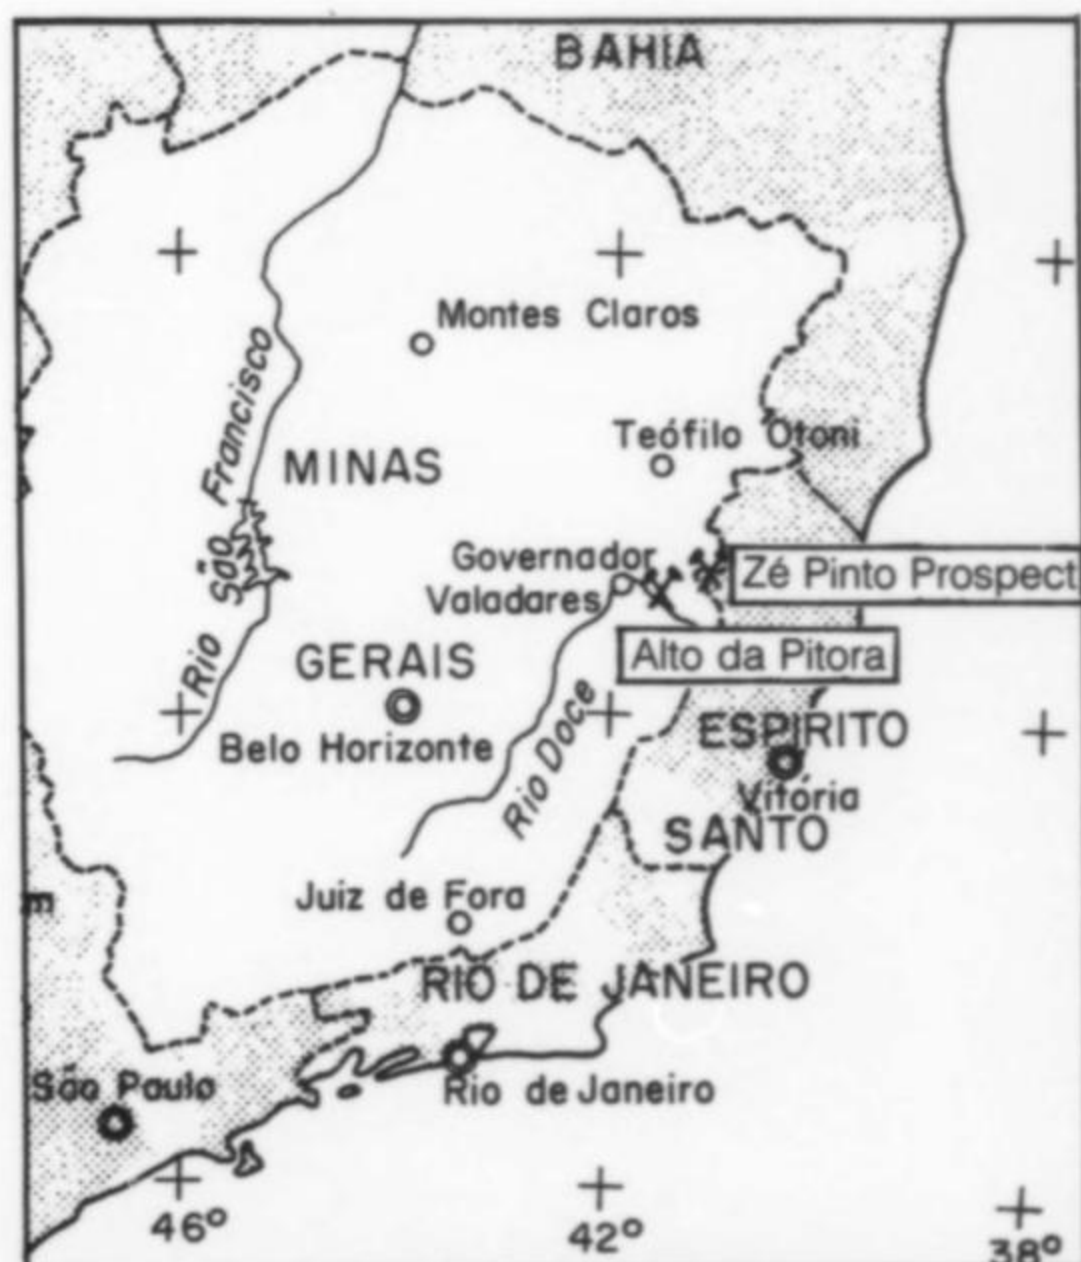 BAHIA
Montes Claros
Rio São Francisco
Teófilo Otoni
MINAS
Governador
Valadares
Zé Pinto Prospect
Alto da Pitora
GERAIS
Belo Horizonte
Rio Doce
ESPIRITO
Vitória
SANTO
Juiz de Fora
RIO DE JANEIRO
São Paulo
Rio de Janeiro
46°
42°
38°